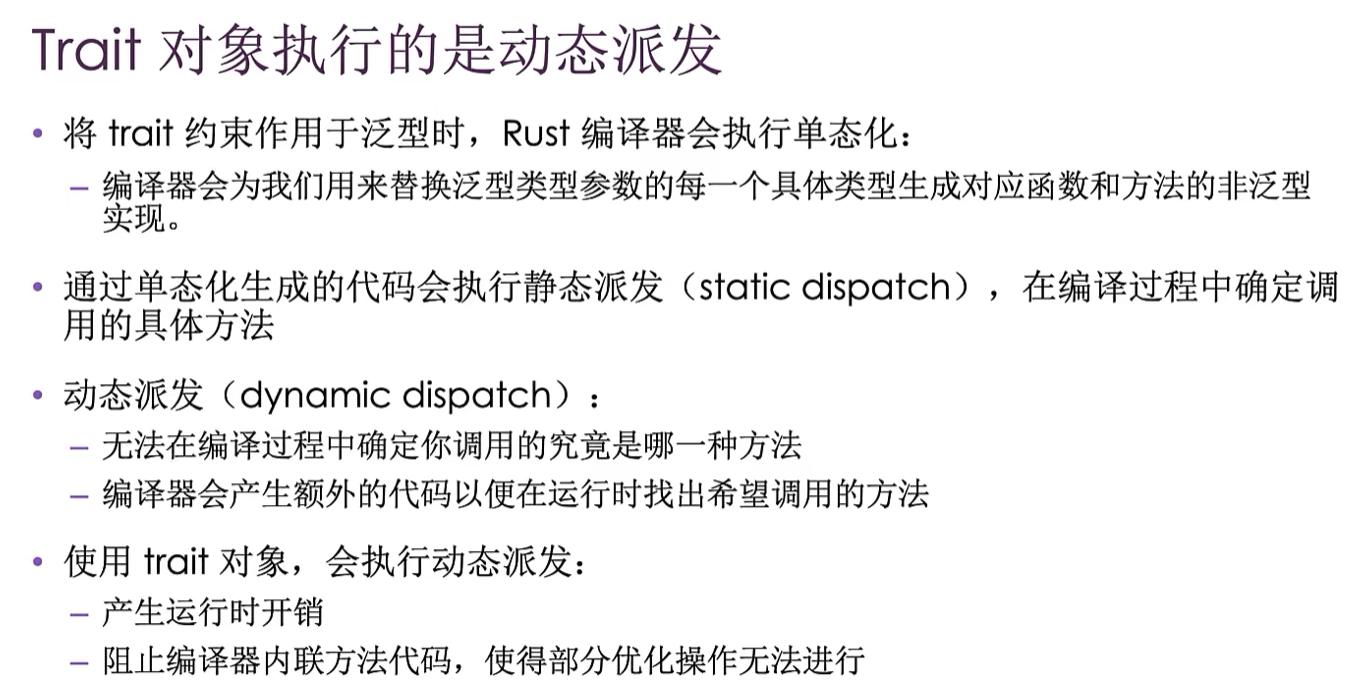 Trait 对象执行的是动态派发
• 将 trait 约束作用于泛型时，Rust 编译器会执行单态化：
– 编译器会为我们用来替换泛型类型参数的每一个具体类型生成对应函数和方法的非泛型
实现。
• 通过单态化生成的代码会执行静态派发（static dispatch），在编译过程中确定调
用的具体方法
• 动态派发（dynamic dispatch）：
– 无法在编译过程中确定你调用的究竟是哪一种方法
– 编译器会产生额外的代码以便在运行时找出希望调用的方法
• 使用 trait 对象，会执行动态派发：
– 产生运行时开销
– 阻止编译器内联方法代码，使得部分优化操作无法进行